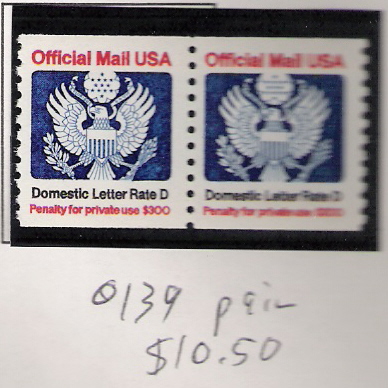 Official Mail USA Official Mail USA
Domestic Letter Rate D Domestic Letter Rate D
Penalty for private use $300 Penalty for private use $300
O139 pair
$10.50